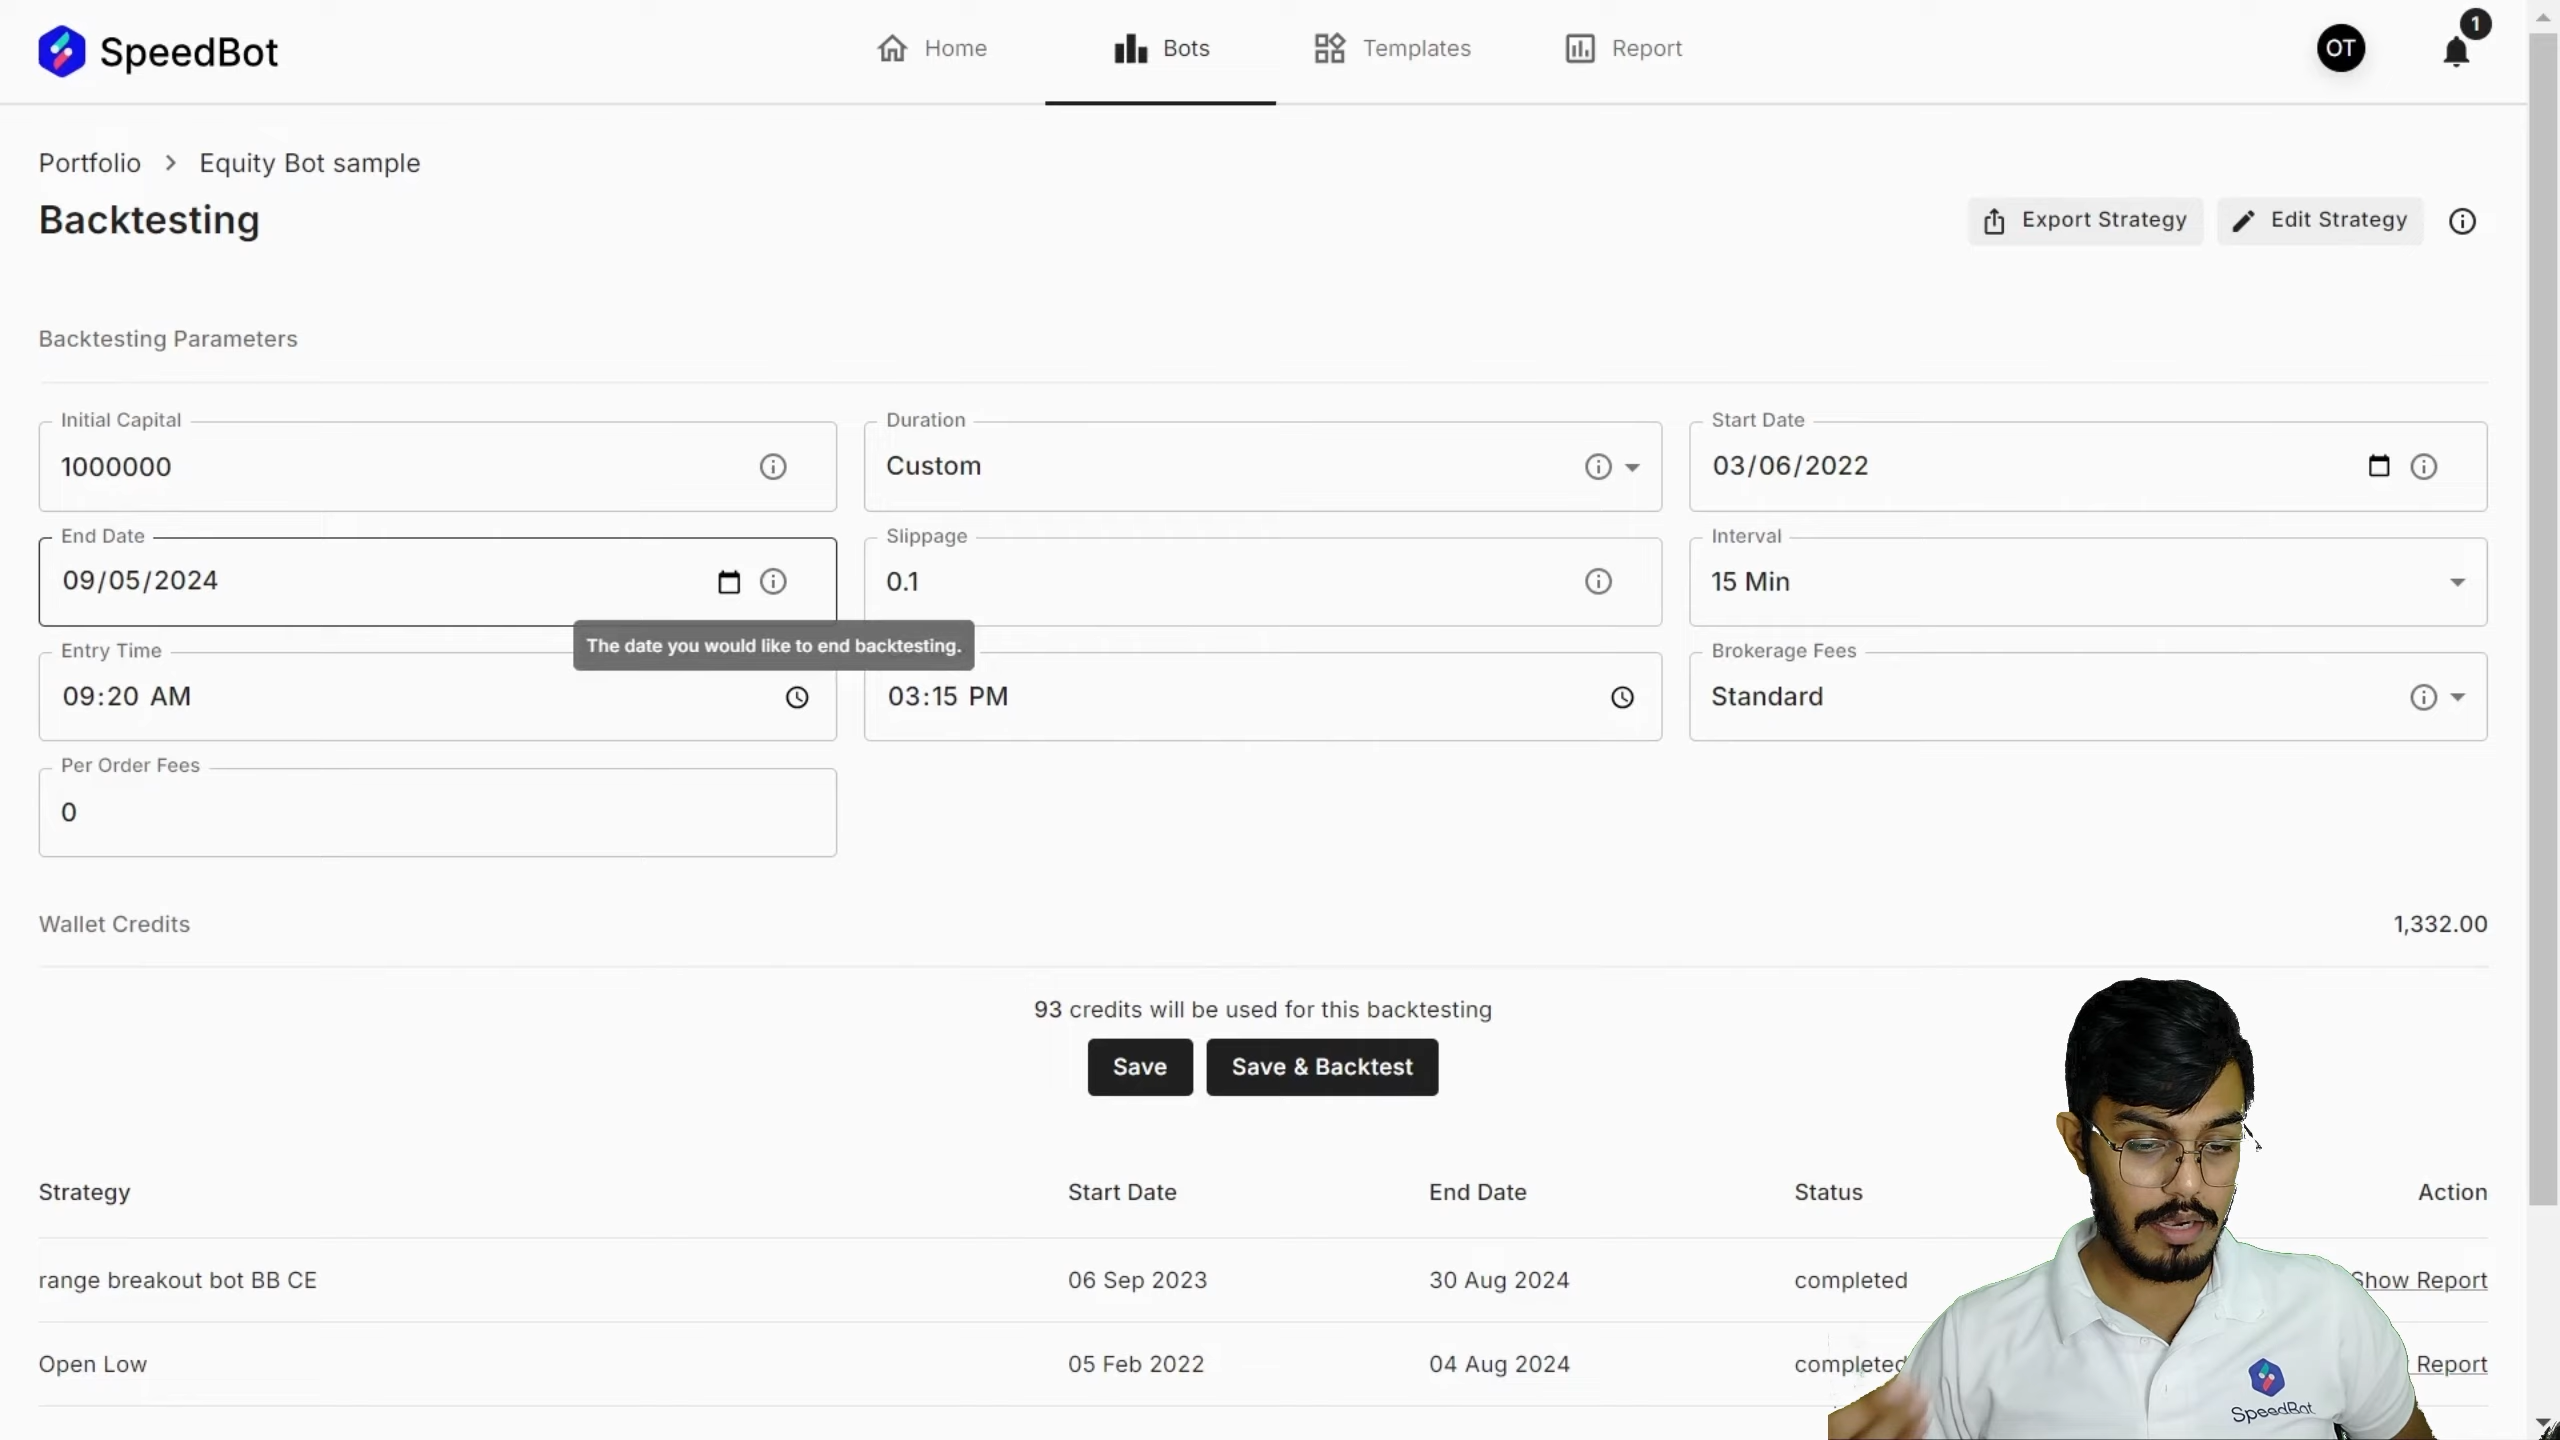 SpeedBot
Home
Bots
Templates
Report
OT
1
Portfolio > Equity Bot sample
Backtesting
Export Strategy
Edit Strategy
Backtesting Parameters
Initial Capital
1000000
Duration
Custom
Start Date
03/06/2022
End Date
09/05/2024
Slippage
0.1
Interval
15 Min
The date you would like to end backtesting.
Entry Time
09:20 AM
03:15 PM
Brokerage Fees
Standard
Per Order Fees
0
Wallet Credits
1,332.00
93 credits will be used for this backtesting
Save
Save & Backtest
Strategy Start Date End Date Status Action
range breakout bot BB CE 06 Sep 2023 30 Aug 2024 completed Show Report
Open Low 05 Feb 2022 04 Aug 2024 completed Report
SpeedBot